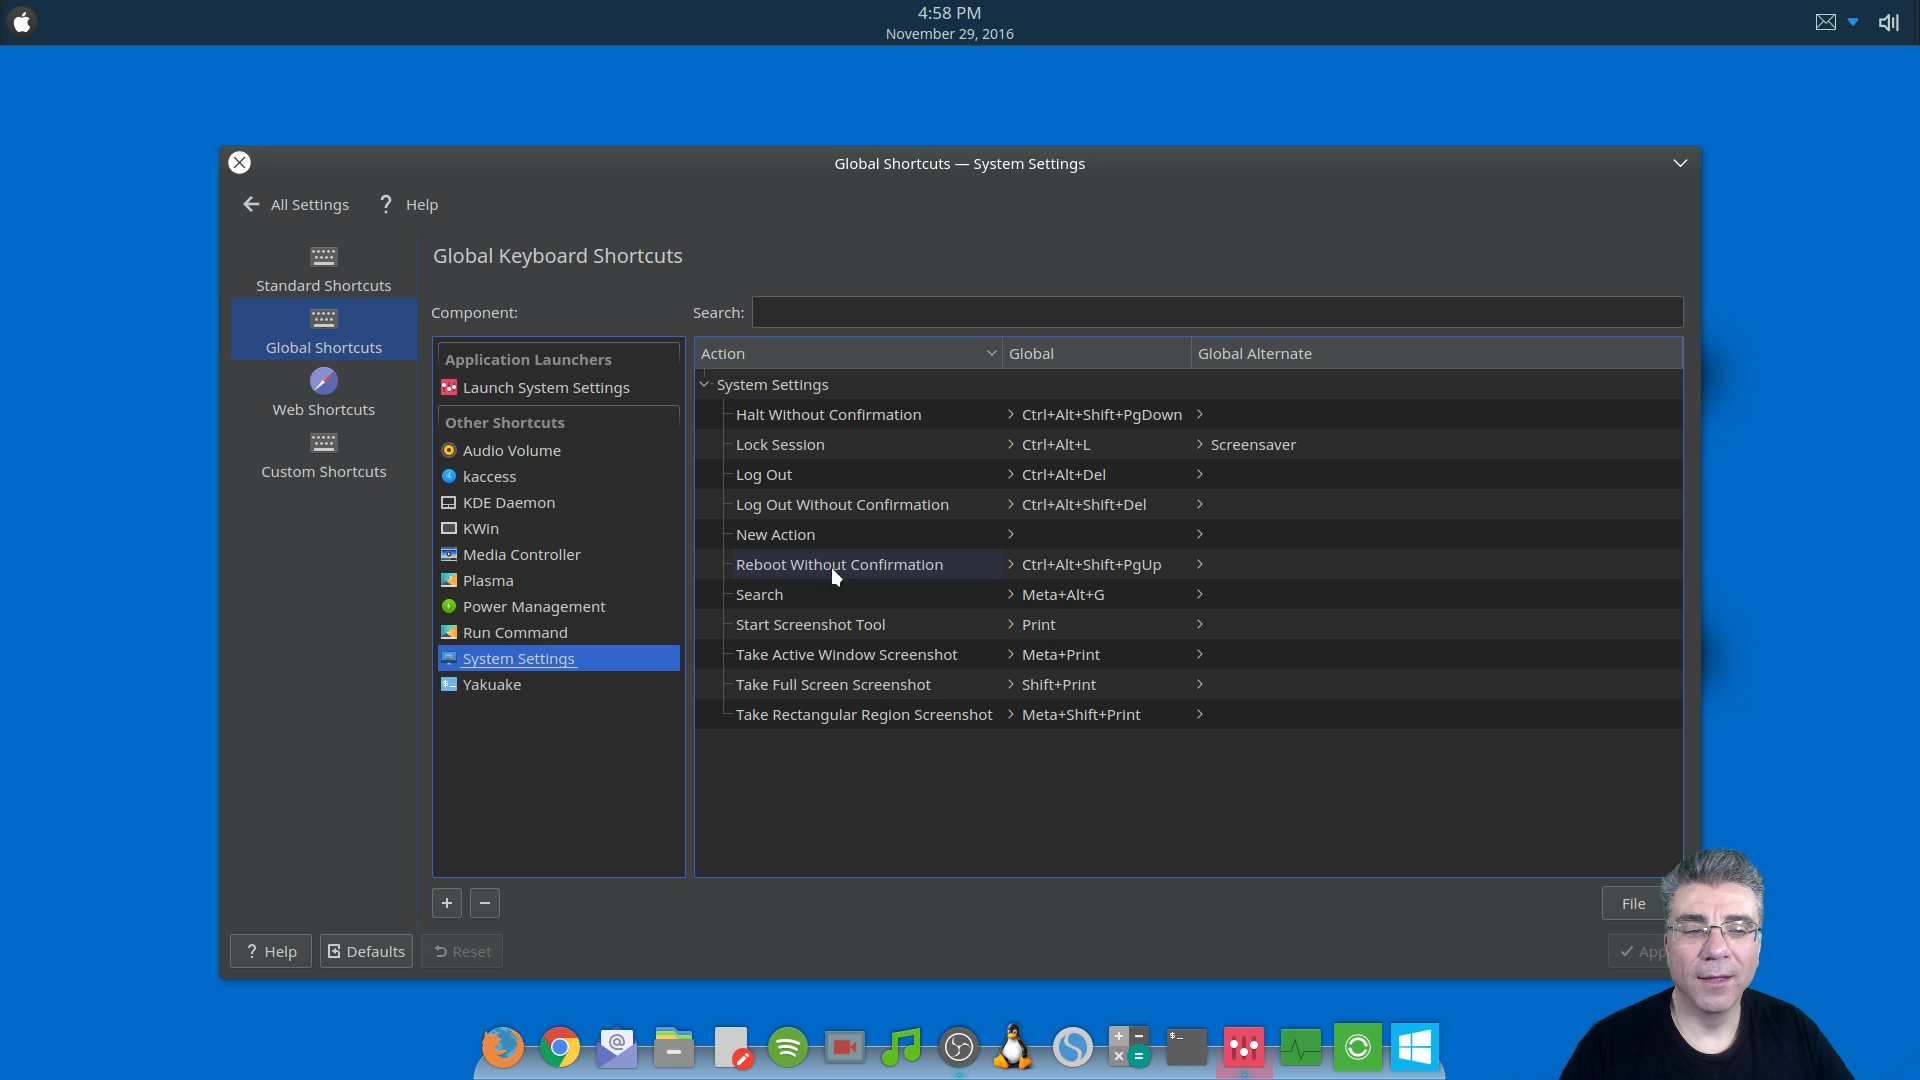 4:58 PM
November 29, 2016
Global Shortcuts — System Settings
All Settings
? Help
Standard Shortcuts
Global Shortcuts
Web Shortcuts
Custom Shortcuts
Global Keyboard Shortcuts
Component:
Search:
Application Launchers
Launch System Settings
Other Shortcuts
Audio Volume
kaccess
KDE Daemon
KWin
Media Controller
Plasma
Power Management
Run Command
System Settings
Yakuake
Action Global Global Alternate
System Settings
Halt Without Confirmation Ctrl+Alt+Shift+PgDown
Lock Session Ctrl+Alt+L Screensaver
Log Out Ctrl+Alt+Del
Log Out Without Confirmation Ctrl+Alt+Shift+Del
New Action
Reboot Without Confirmation Ctrl+Alt+Shift+PgUp
Search Meta+Alt+G
Start Screenshot Tool Print
Take Active Window Screenshot Meta+Print
Take Full Screen Screenshot Shift+Print
Take Rectangular Region Screenshot Meta+Shift+Print
+ −
File
? Help Defaults Reset
App